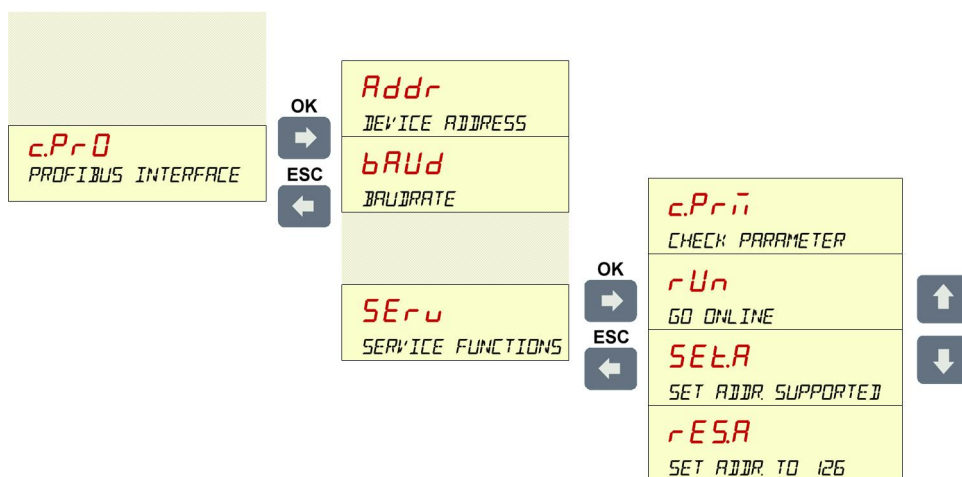 c.PrO
PROFIBUS INTERFACE
OK
ESC
Addr
DEVICE ADDRESS
bAUd
BAUDRATE
SErv
SERVICE FUNCTIONS
OK
ESC
c.Prm
CHECK PARAMETER
rUn
GO ONLINE
SEt.A
SET ADDR. SUPPORTED
rES.A
SET ADDR. TO 126